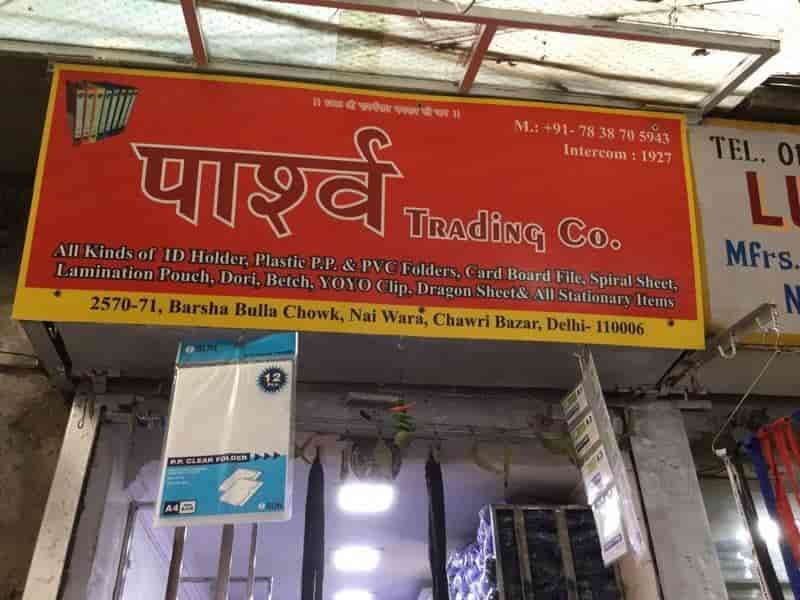 M.: +91- 78 38 70 5943
Intercom : 1927
पार्श्व Trading Co.
All Kinds of ID Holder, Plastic P.P. & PVC Folders, Card Board File, Spiral Sheet,
Lamination Pouch, Dori, Betch, YOYO Clip, Dragon Sheet& All Stationary Items
2570-71, Barsha Bulla Chowk, Nai Wara, Chawri Bazar, Delhi- 110006
TEL. 01
LU
Mfrs.
N
12
P.P. CLEAR FOLDER
A4